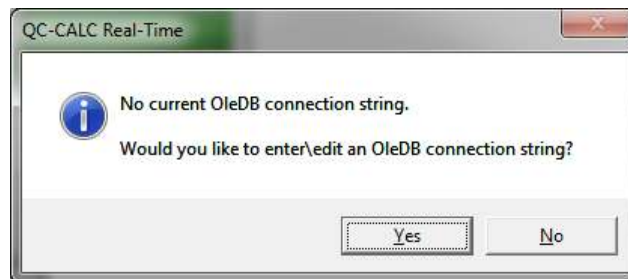 QC-CALC Real-Time
No current OleDB connection string.
Would you like to enter\edit an OleDB connection string?
Yes
No